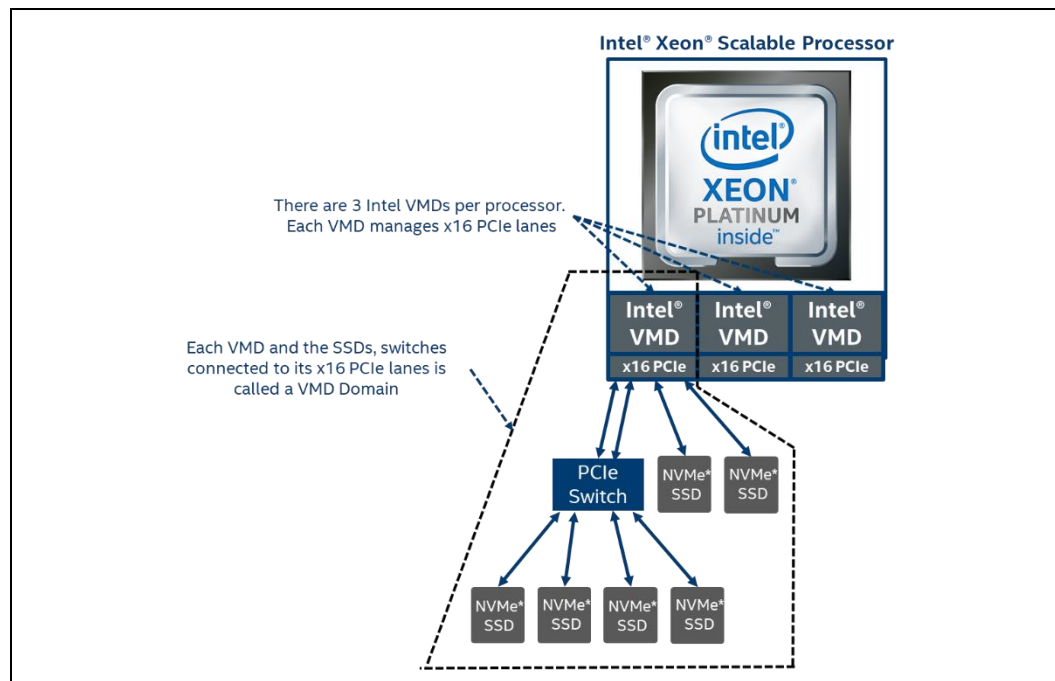 Intel® Xeon® Scalable Processor
intel®
XEON®
PLATINUM
inside™
There are 3 Intel VMDs per processor.
Each VMD manages x16 PCIe lanes
Intel®
VMD
Intel®
VMD
Intel®
VMD
x16 PCIe
x16 PCIe
x16 PCIe
Each VMD and the SSDs, switches
connected to its x16 PCIe lanes is
called a VMD Domain
PCIe
Switch
NVMe*
SSD
NVMe*
SSD
NVMe*
SSD
NVMe*
SSD
NVMe*
SSD
NVMe*
SSD